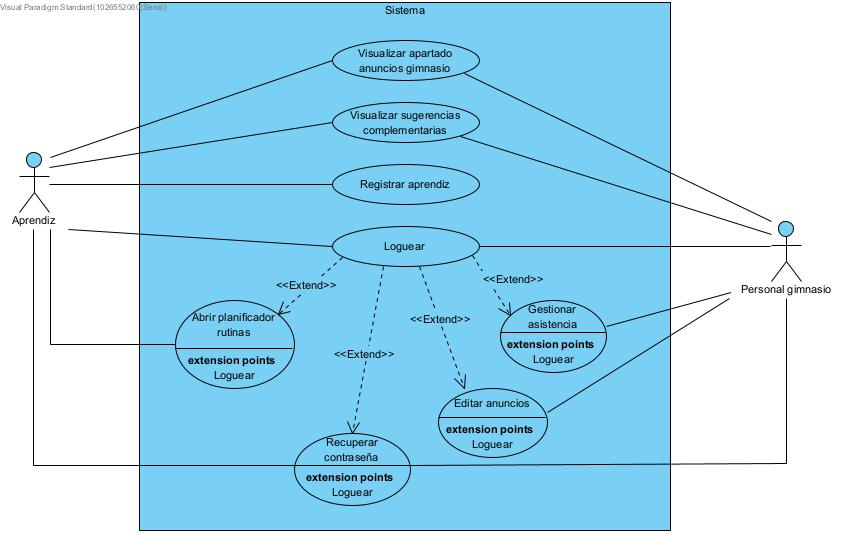 Visual Paradigm Standard(1026552060(Sena))
Sistema
Visualizar apartado
anuncios gimnasio
Visualizar sugerencias
complementarias
Registrar aprendiz
Aprendiz
Loguear
Personal gimnasio
<<Extend>>
<<Extend>>
<<Extend>>
<<Extend>>
Abrir planificador
rutinas
extension points
Loguear
Gestionar
asistencia
extension points
Loguear
Editar anuncios
extension points
Loguear
Recuperar
contraseña
extension points
Loguear